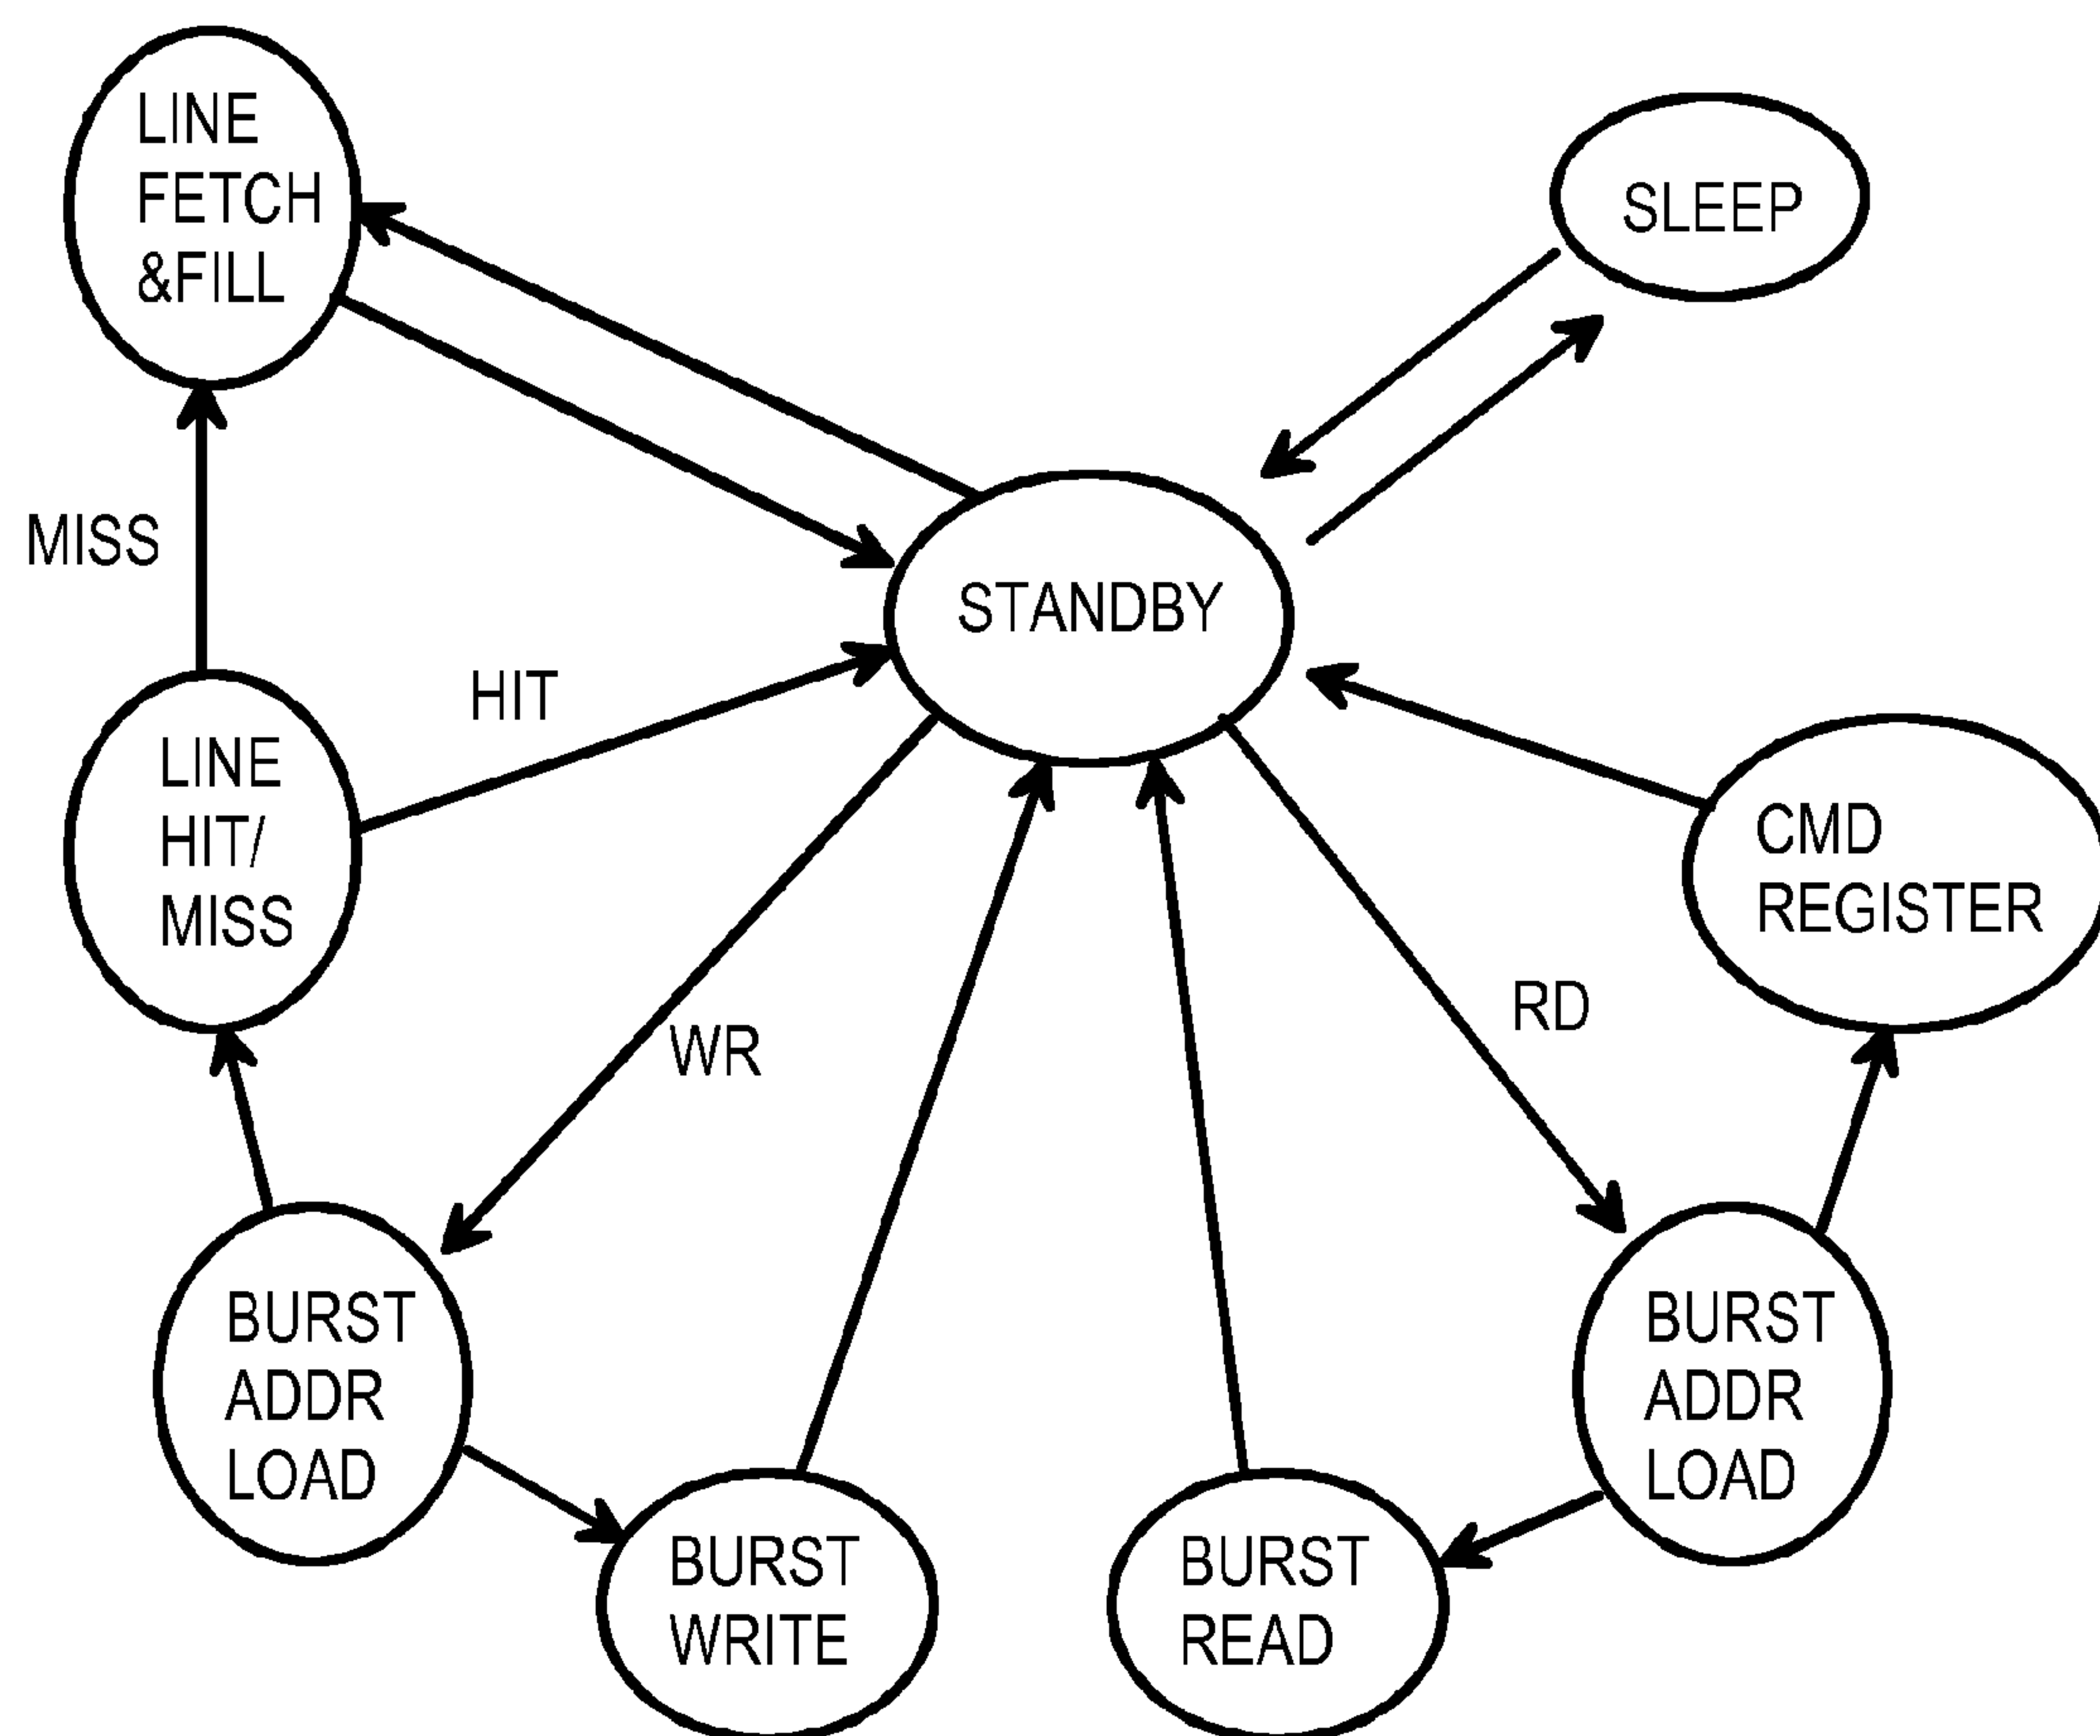 LINE
FETCH
&FILL
SLEEP
MISS
STANDBY
HIT
LINE
HIT/
MISS
CMD
REGISTER
WR
RD
BURST
ADDR
LOAD
BURST
WRITE
BURST
READ
BURST
ADDR
LOAD